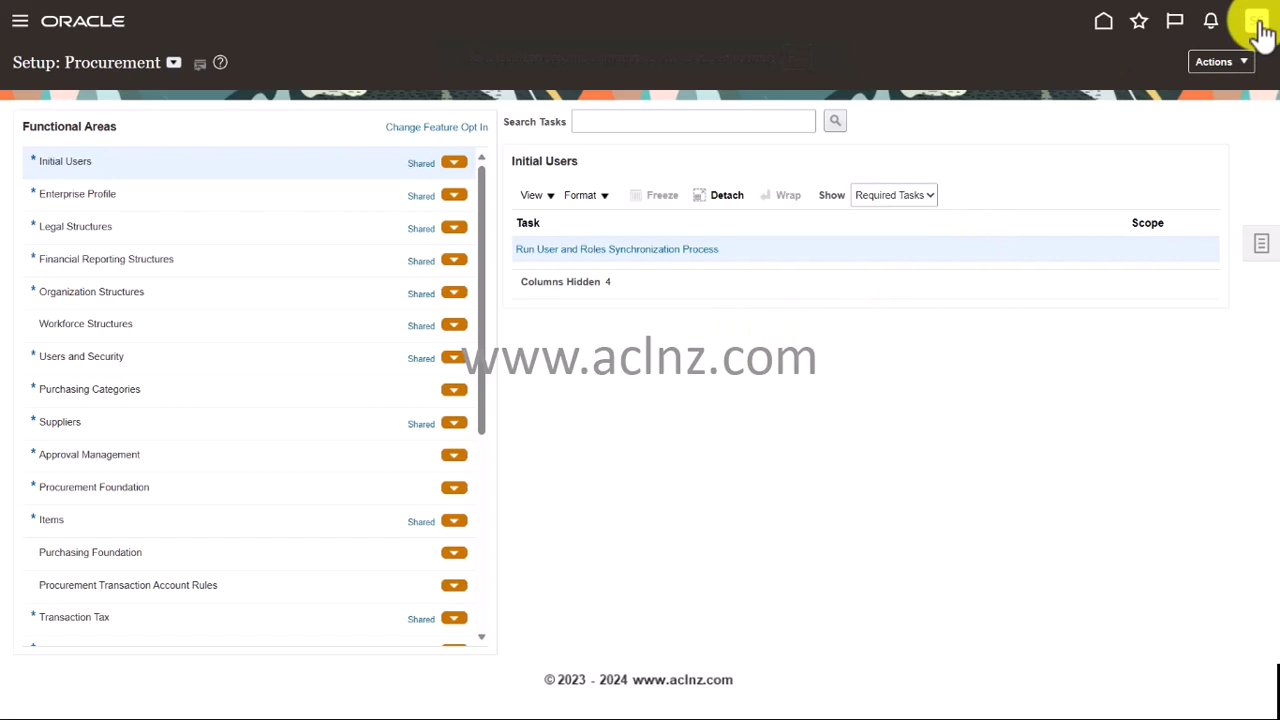 ORACLE
Setup: Procurement
Actions
Functional Areas
Change Feature Opt In
* Initial Users Shared
* Enterprise Profile Shared
* Legal Structures Shared
* Financial Reporting Structures Shared
* Organization Structures Shared
Workforce Structures Shared
* Users and Security Shared
* Purchasing Categories
* Suppliers Shared
* Approval Management
* Procurement Foundation
* Items Shared
Purchasing Foundation
Procurement Transaction Account Rules
* Transaction Tax Shared
Search Tasks
Initial Users
View Format Freeze Detach Wrap Show Required Tasks
Task Scope
Run User and Roles Synchronization Process
Columns Hidden 4
www.aclnz.com
© 2023 - 2024 www.aclnz.com